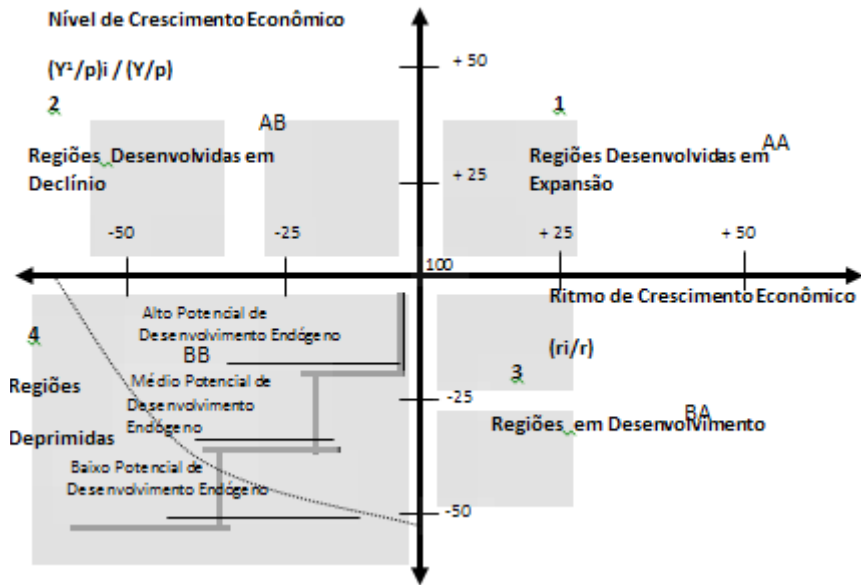 Nível de Crescimento Econômico
(Y¹/p)i / (Y/p)
+ 50
2
1
AB
AA
Regiões Desenvolvidas em
Declínio
Regiões Desenvolvidas em
Expansão
+ 25
-50
-25
+ 25
+ 50
100
Ritmo de Crescimento Econômico
(ri/r)
Alto Potencial de
Desenvolvimento Endógeno
4
BB
3
Regiões
Deprimidas
Médio Potencial de
Desenvolvimento
Endógeno
-25
BA
Regiões em Desenvolvimento
Baixo Potencial de
Desenvolvimento Endógeno
-50